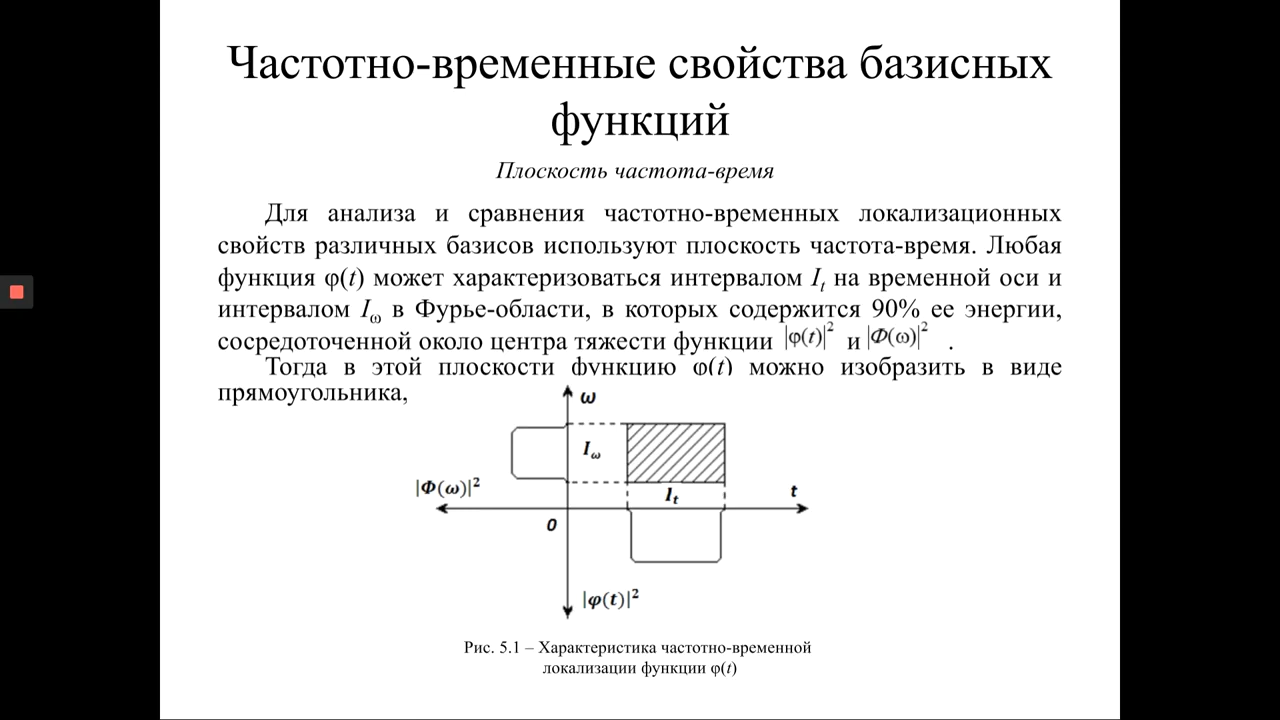 Частотно-временные свойства базисных
функций
Плоскость частота-время
Для анализа и сравнения частотно-временных локализационных
свойств различных базисов используют плоскость частота-время. Любая
функция φ(t) может характеризоваться интервалом Iₜ на временной оси и
интервалом I_ω в Фурье-области, в которых содержится 90% ее энергии,
сосредоточенной около центра тяжести функции |φ(t)|² и |Φ(ω)|² .
Тогда в этой плоскости функцию φ(t) можно изобразить в виде
прямоугольника,
ω
I_ω
|Φ(ω)|²
Iₜ
t
0
|φ(t)|²
Рис. 5.1 – Характеристика частотно-временной
локализации функции φ(t)